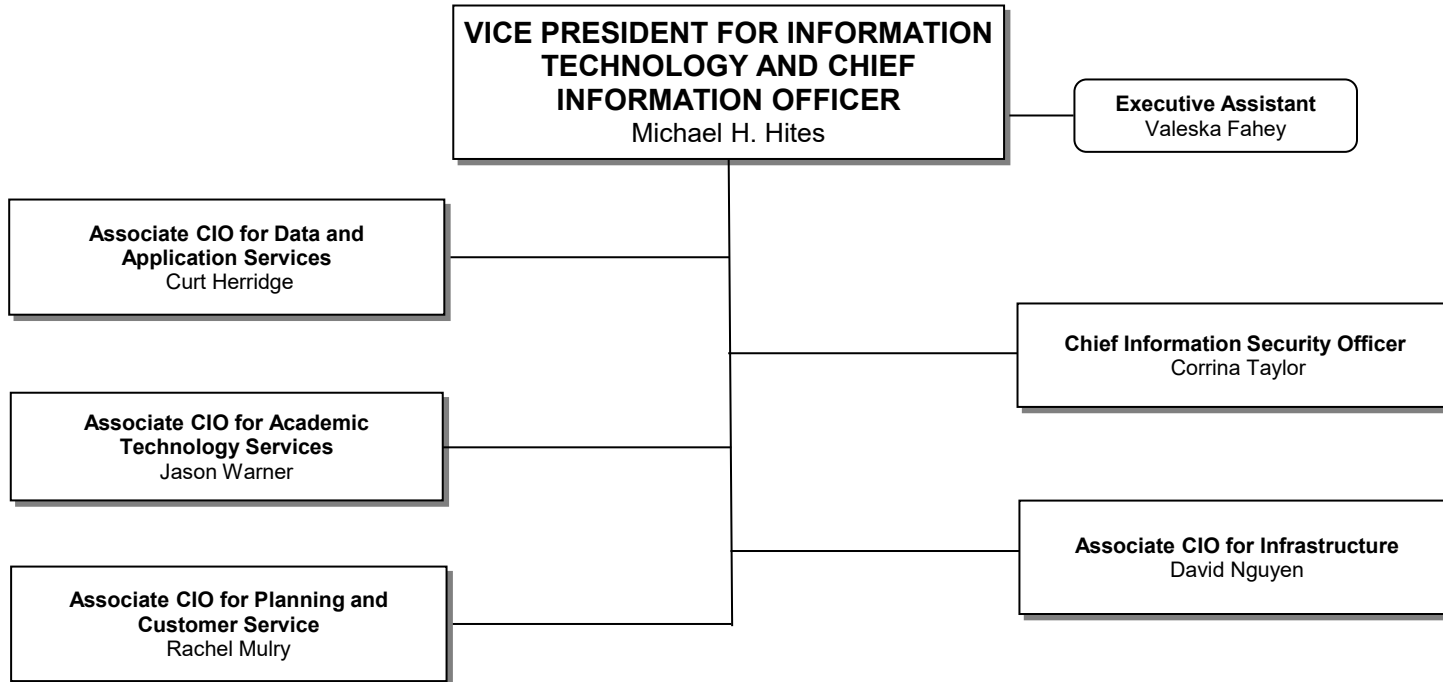 VICE PRESIDENT FOR INFORMATION
TECHNOLOGY AND CHIEF
INFORMATION OFFICER
Michael H. Hites
Executive Assistant
Valeska Fahey
Associate CIO for Data and
Application Services
Curt Herridge
Chief Information Security Officer
Corrina Taylor
Associate CIO for Academic
Technology Services
Jason Warner
Associate CIO for Infrastructure
David Nguyen
Associate CIO for Planning and
Customer Service
Rachel Mulry